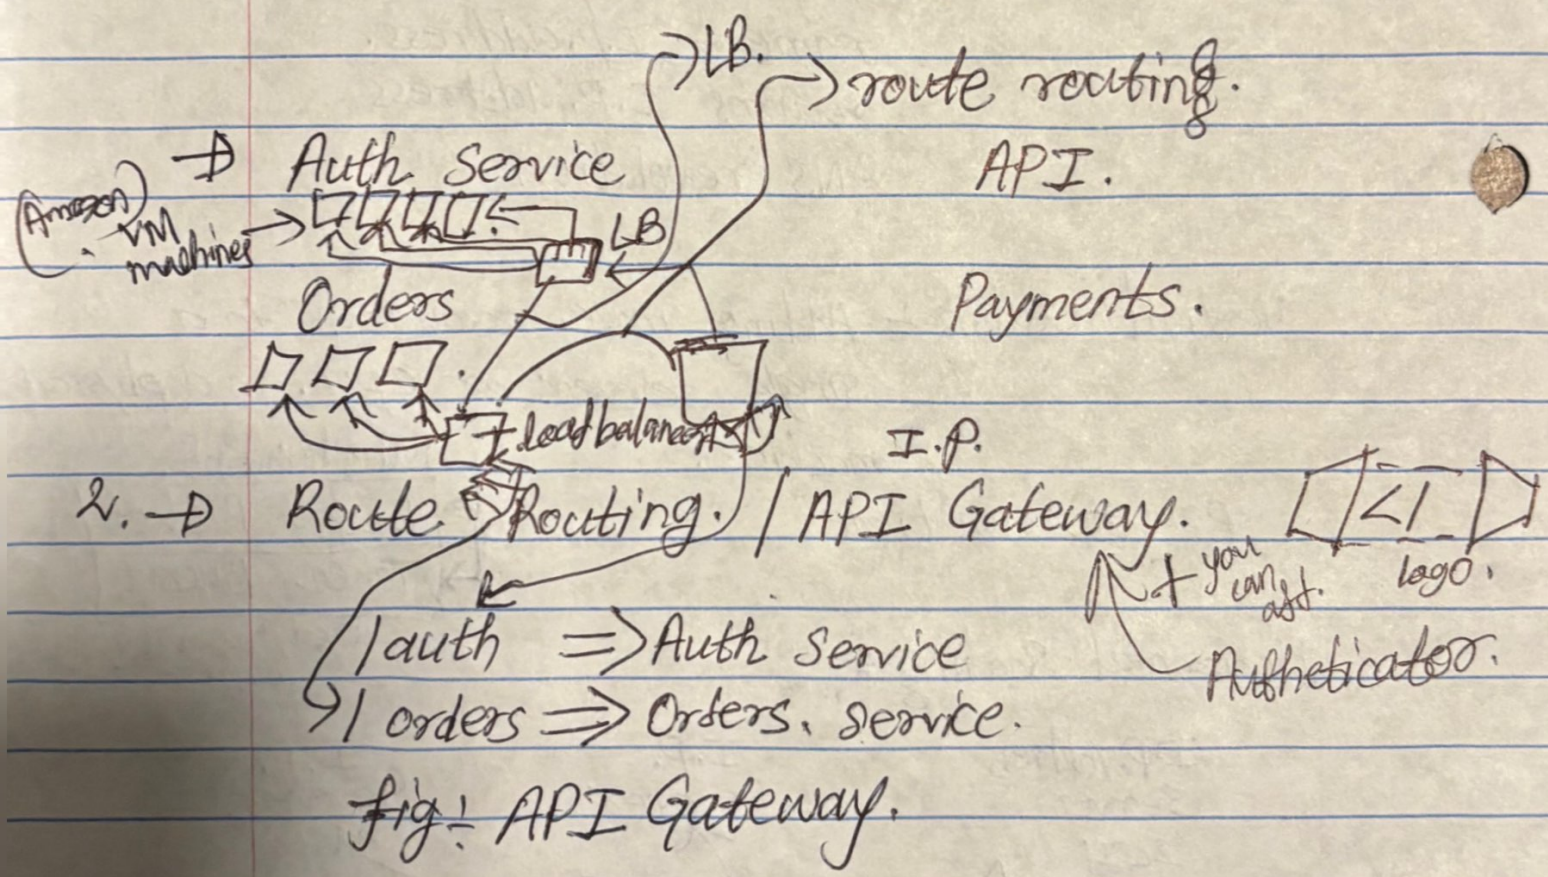 LB.
route routing.
Auth Service
API.
(Amazon)
VM
machines
LB
Orders
Payments.
load balancer
I.P.
2. → Route Routing. / API Gateway.
</>
+ you
can
logo.
/auth ⇒ Auth Service
Autheticator.
/orders ⇒ Orders. service.
fig:- API Gateway.